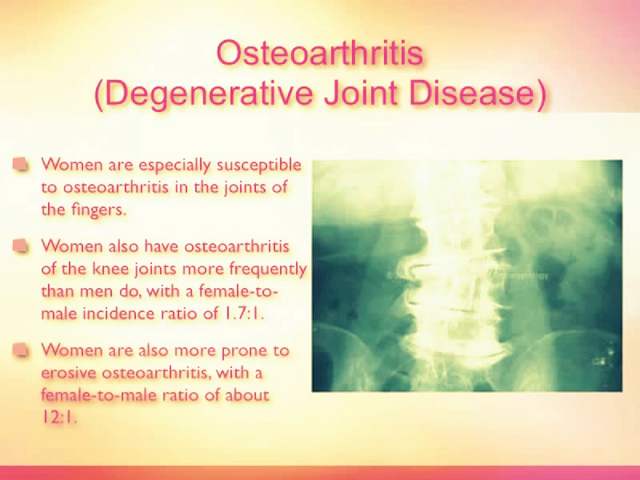 Osteoarthritis
(Degenerative Joint Disease)
Women are especially susceptible
to osteoarthritis in the joints of
the fingers.
Women also have osteoarthritis
of the knee joints more frequently
than men do, with a female-to-
male incidence ratio of 1.7:1.
Women are also more prone to
erosive osteoarthritis, with a
female-to-male ratio of about
12:1.